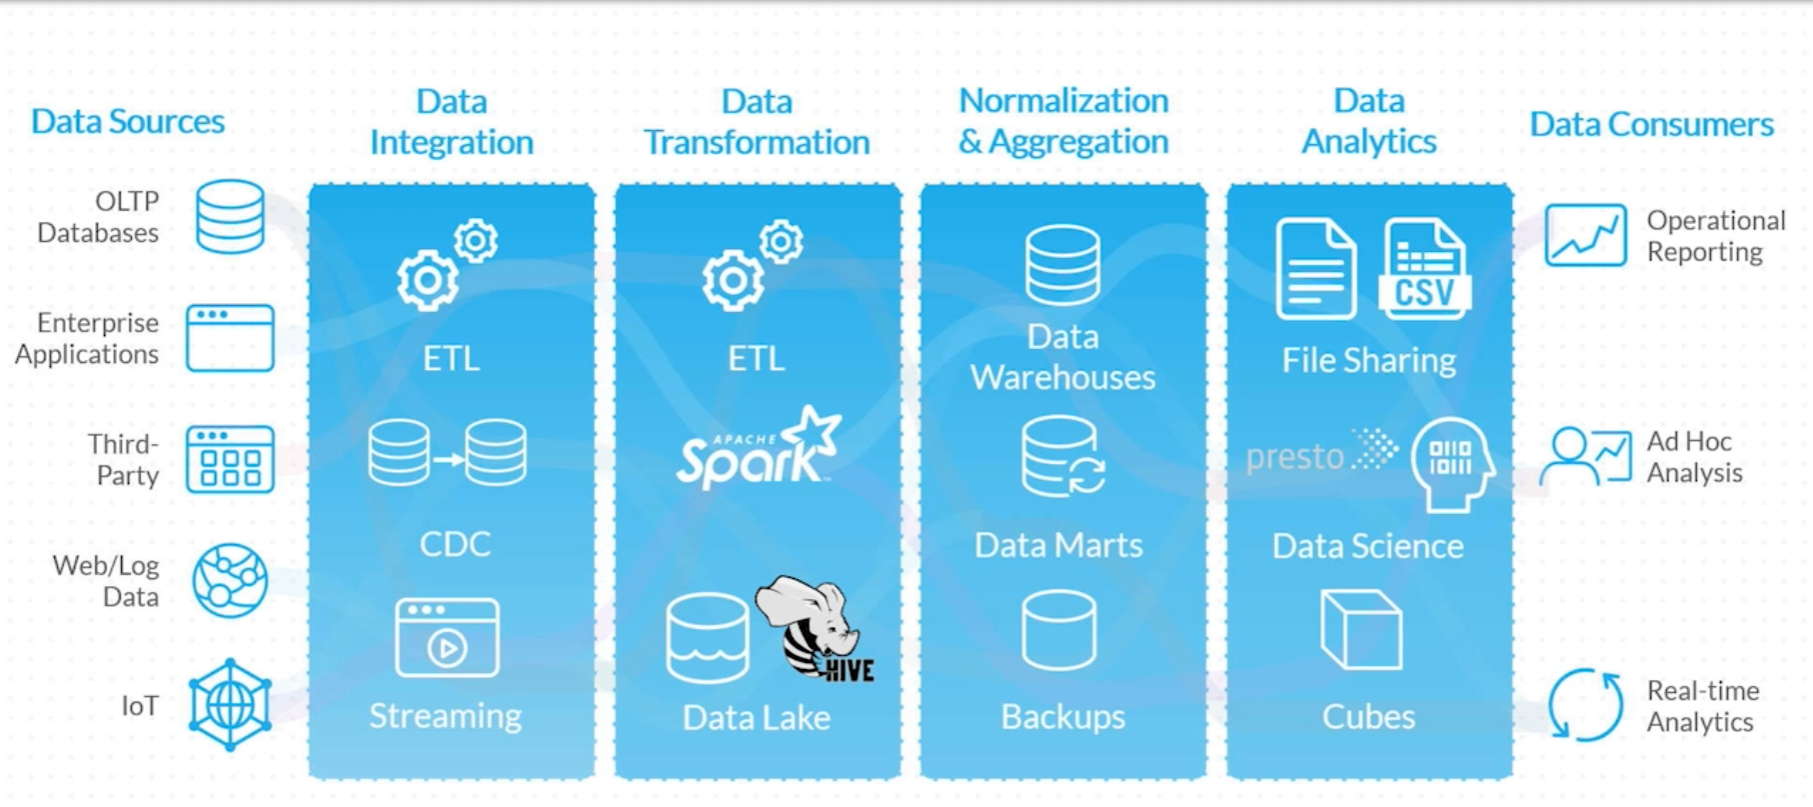 Data Sources
OLTP
Databases
Enterprise
Applications
Third-
Party
Web/Log
Data
IoT
Data
Integration
ETL
CDC
Streaming
Data
Transformation
ETL
APACHE
Spark
HIVE
Data Lake
Normalization
& Aggregation
Data
Warehouses
Data Marts
Backups
Data
Analytics
CSV
File Sharing
presto
01110
10111
Data Science
Cubes
Data Consumers
Operational
Reporting
Ad Hoc
Analysis
Real-time
Analytics